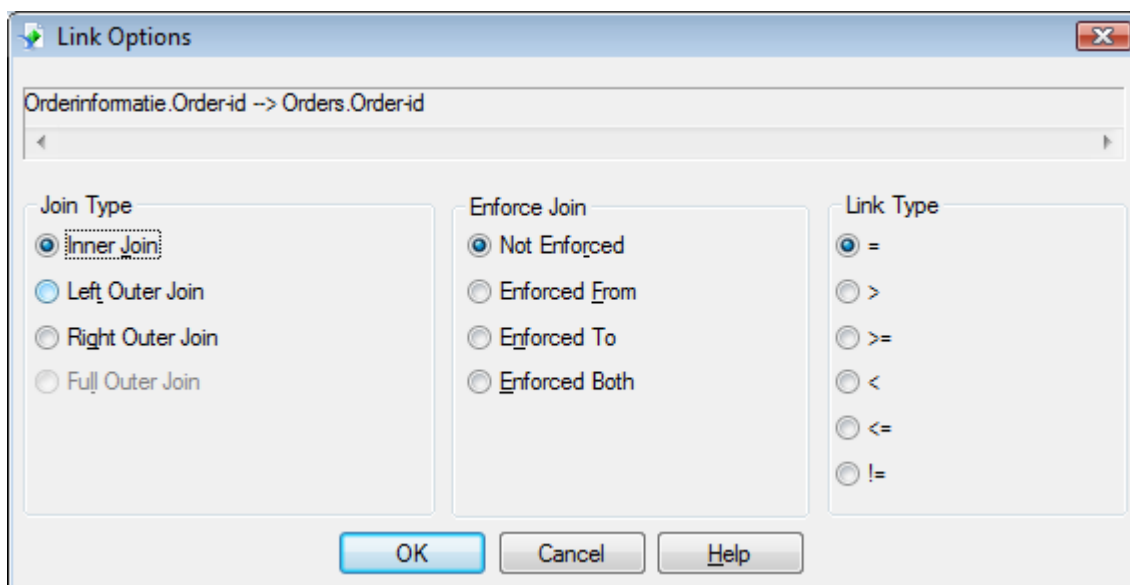 Link Options
Orderinformatie.Order-id --> Orders.Order-id
Join Type
Inner Join
Left Outer Join
Right Outer Join
Full Outer Join
Enforce Join
Not Enforced
Enforced From
Enforced To
Enforced Both
Link Type
=
>
>=
<
<=
!=
OK
Cancel
Help